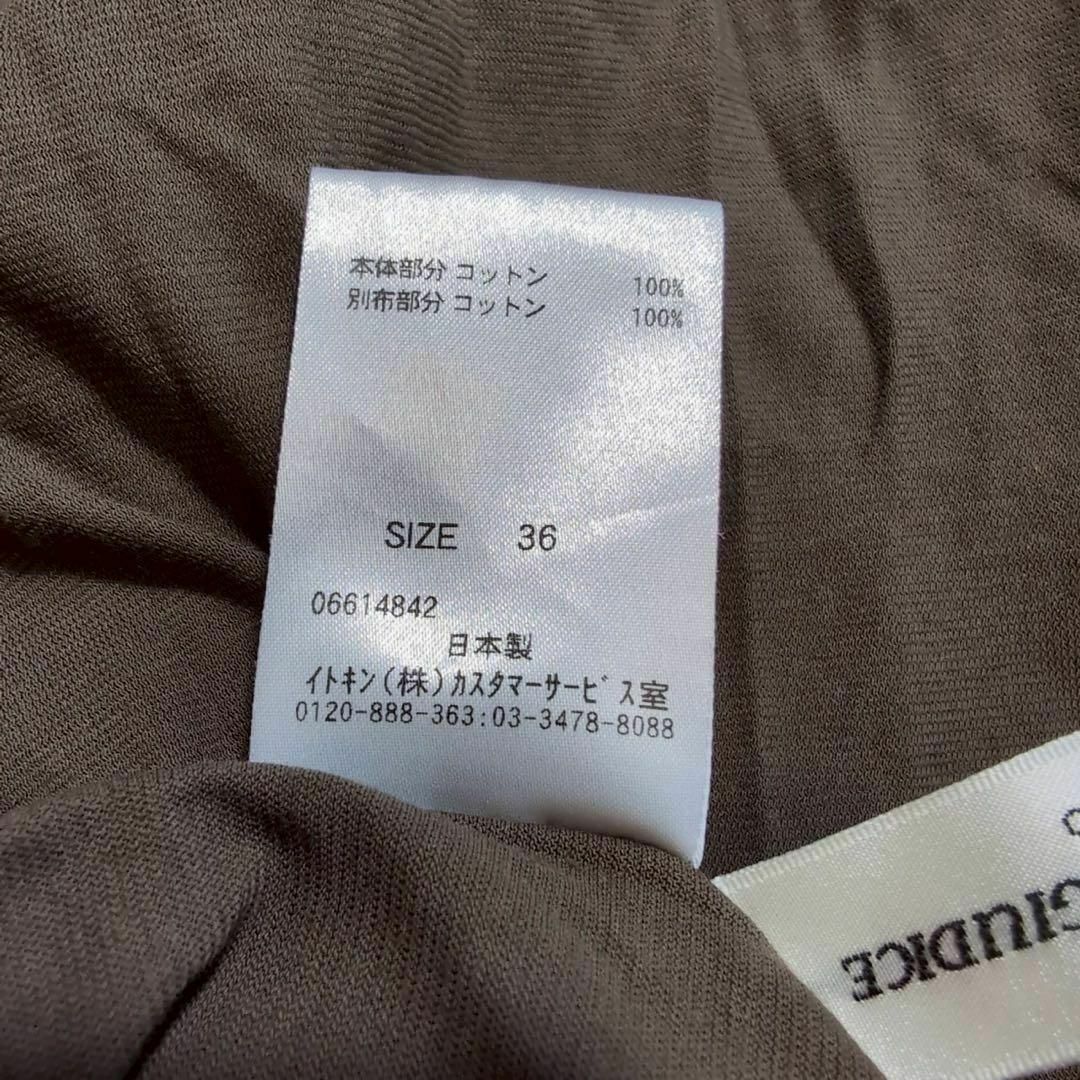 本体部分 コットン 100%
別布部分 コットン 100%
SIZE 36
06614842
日本製
イトキン(株)カスタマーサービス室
0120-888-363:03-3478-8088
GIUDICE